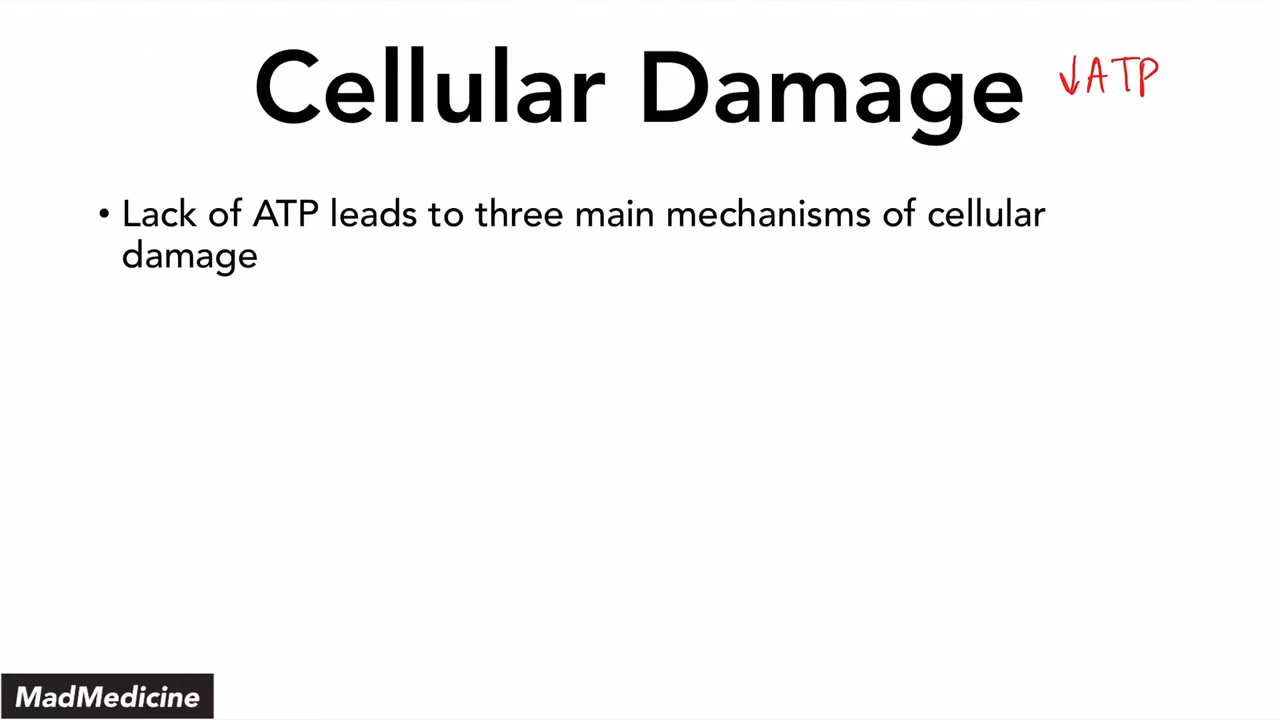 Cellular Damage ↓ATP
• Lack of ATP leads to three main mechanisms of cellular
damage
MadMedicine